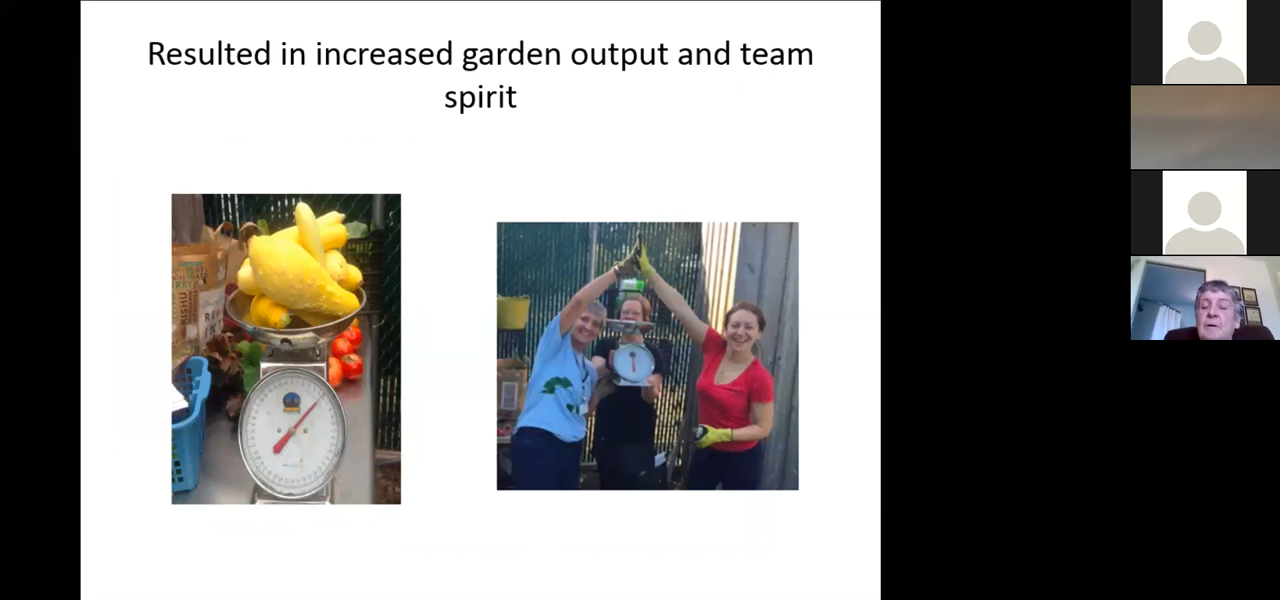 Resulted in increased garden output and team
spirit